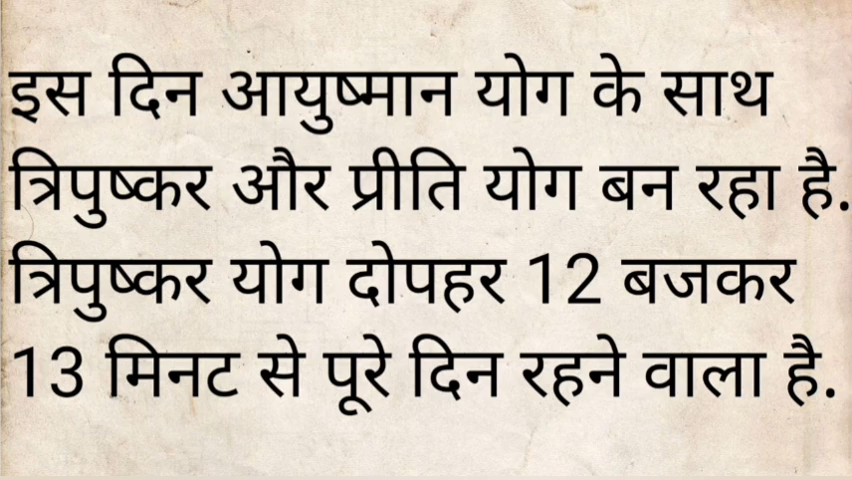 इस दिन आयुष्मान योग के साथ
त्रिपुष्कर और प्रीति योग बन रहा है.
त्रिपुष्कर योग दोपहर 12 बजकर
13 मिनट से पूरे दिन रहने वाला है.